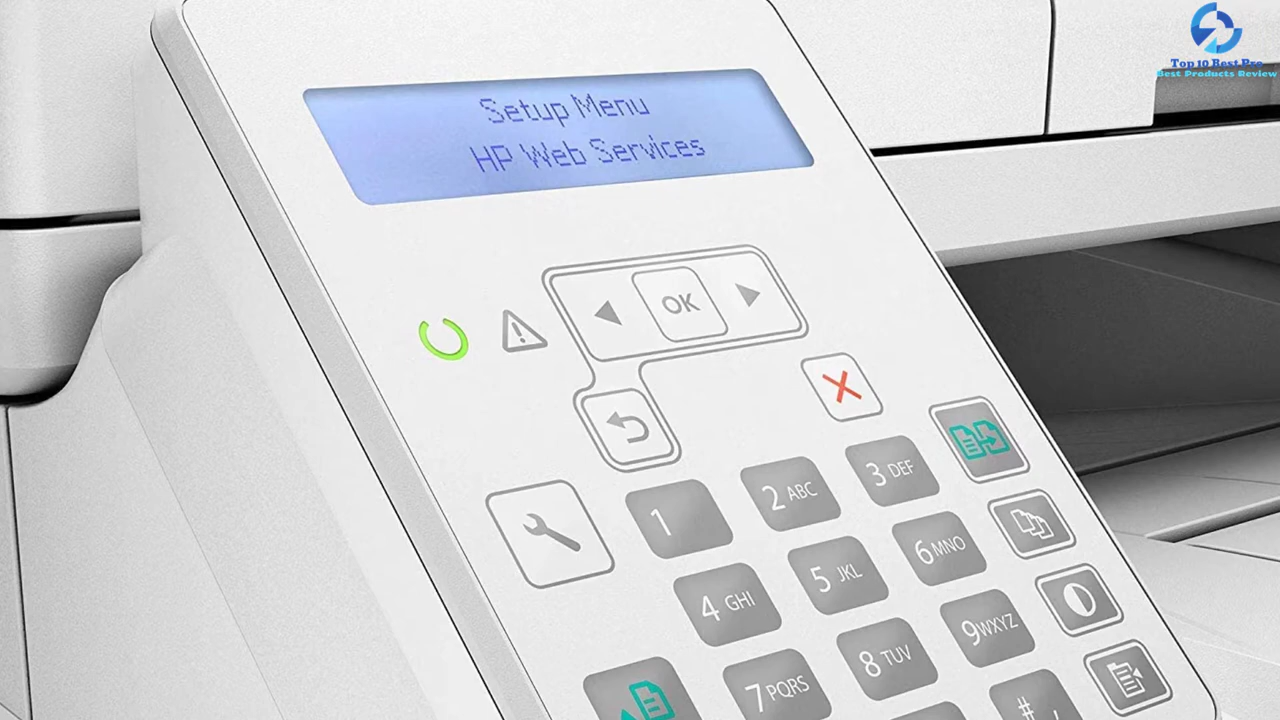 Top 10 Best Pro
Best Products Review
Setup Menu
HP Web Services
OK
1
2 ABC
3 DEF
4 GHI
5 JKL
6 MNO
7 PQRS
8 TUV
9 WXYZ
#